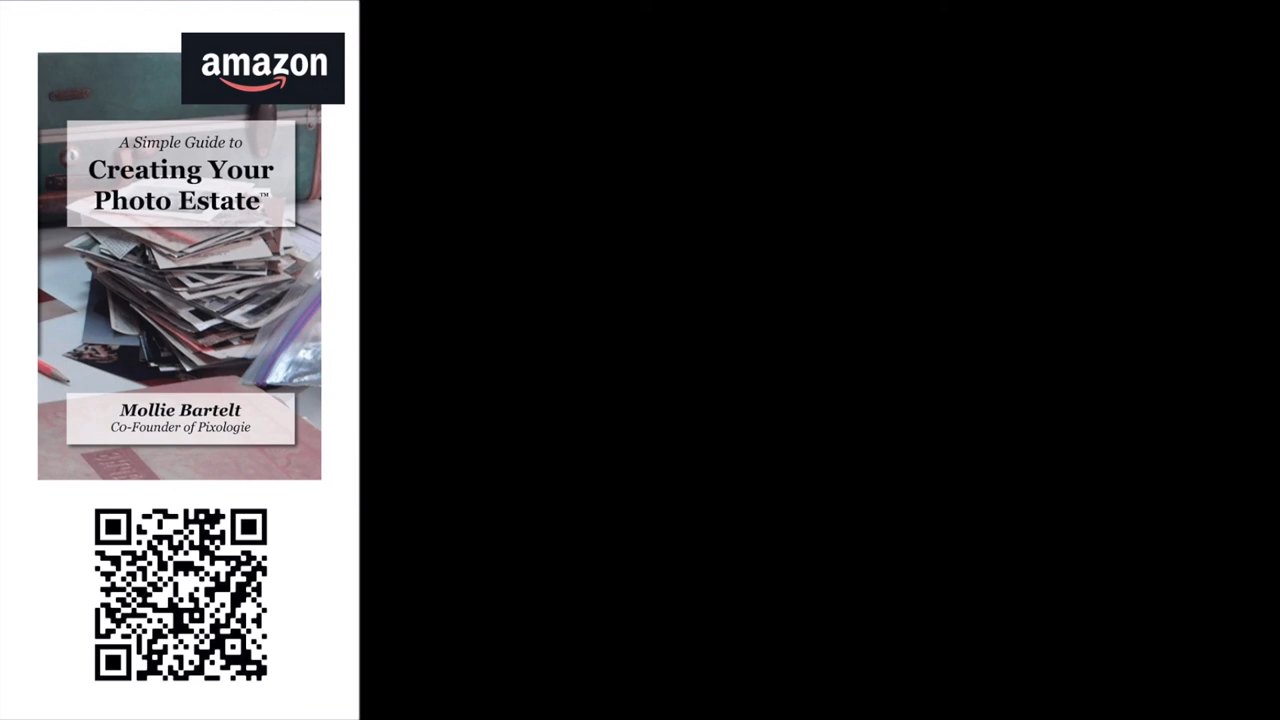 amazon
A Simple Guide to
Creating Your
Photo Estate™
Mollie Bartelt
Co-Founder of Pixologie